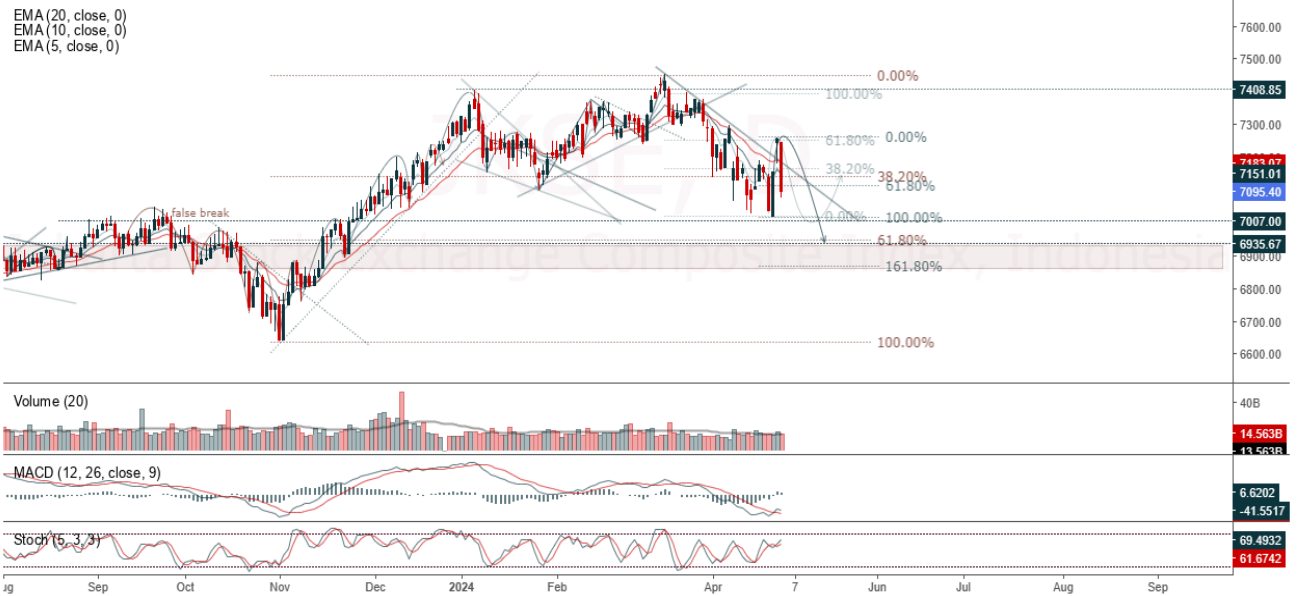 EMA (20, close, 0)
EMA (10, close, 0)
EMA (5, close, 0)
7600.00
7500.00
0.00%
7408.85
100.00%
7300.00
0.00%
61.80%
7183.07
38.20%
7151.01
38.20%
61.80%
7095.40
false break
0.00%
100.00%
7007.00
61.80%
6935.67
6900.00
Indonesia
161.80%
6800.00
6700.00
100.00%
6600.00
Volume (20)
40B
14.563B
13.563B
MACD (12, 26, close, 9)
6.6202
-41.5517
Stoch (5, 3, 3)
69.4932
61.6742
Sep Oct Nov Dec 2024 Feb Apr 7 Jun Jul Aug Sep